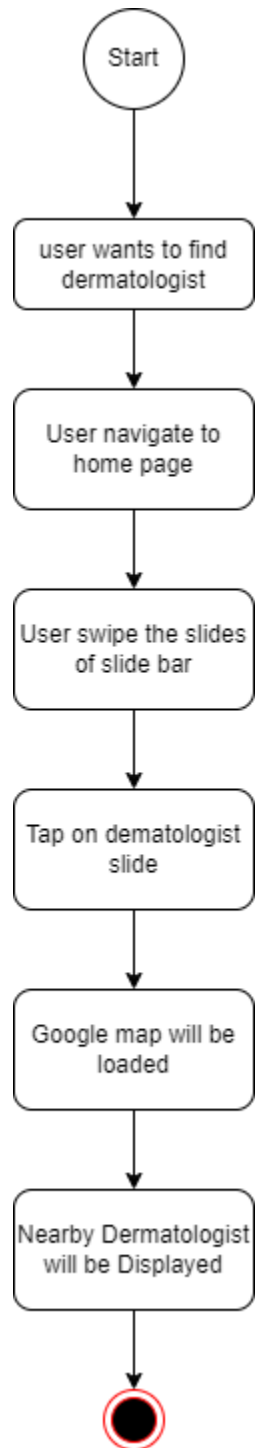 Start
user wants to find
dermatologist
User navigate to
home page
User swipe the slides
of slide bar
Tap on dematologist
slide
Google map will be
loaded
Nearby Dermatologist
will be Displayed